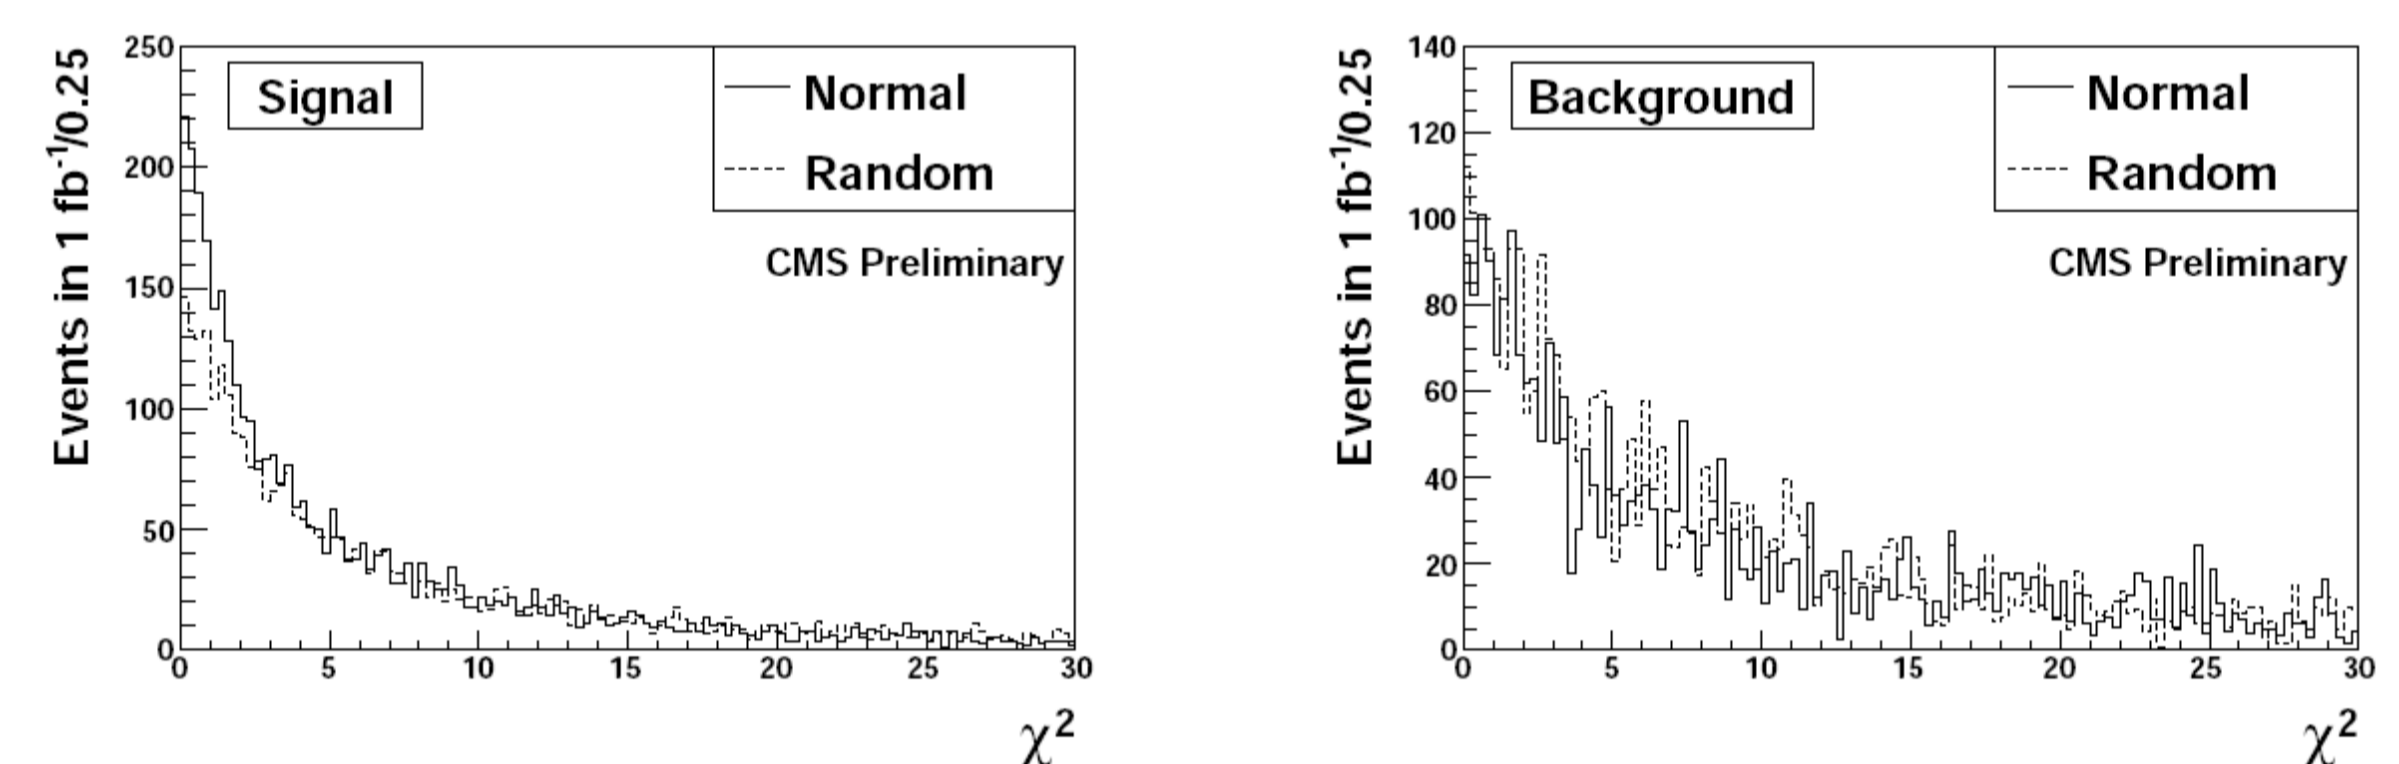 Events in 1 fb⁻¹/0.25
250
200
150
100
50
0
Signal
Normal
Random
CMS Preliminary
0 5 10 15 20 25 30
χ²
Events in 1 fb⁻¹/0.25
140
120
100
80
60
40
20
0
Background
Normal
Random
CMS Preliminary
0 5 10 15 20 25 30
χ²